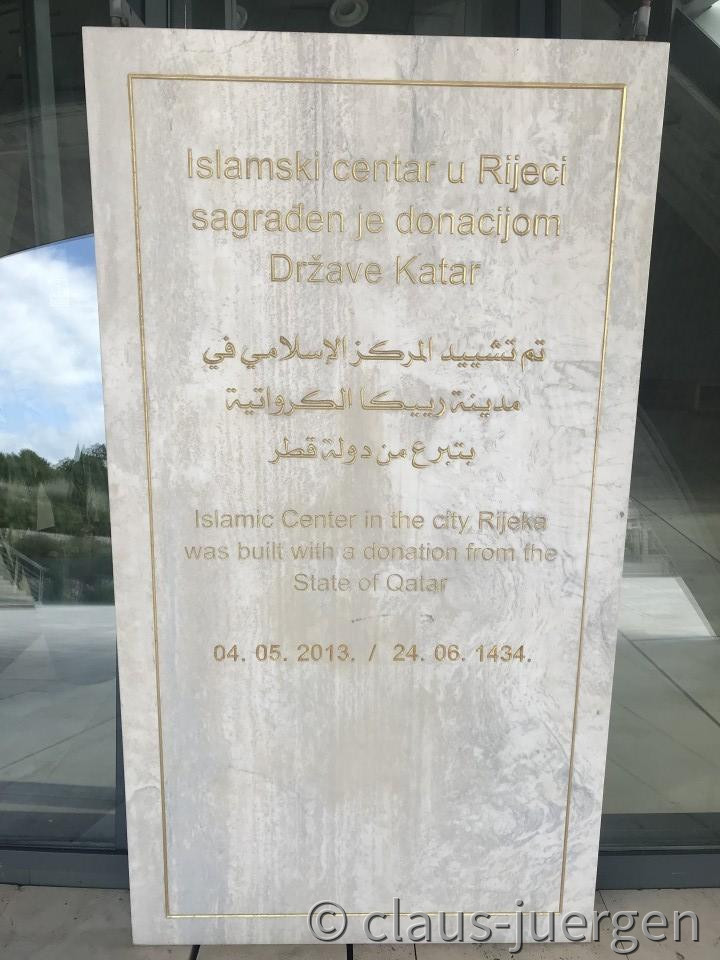 Islamski centar u Rijeci
sagrađen je donacijom
Države Katar
تم تشييد المركز الإسلامي في
مدينة رييكا الكرواتية
بتبرع من دولة قطر
Islamic Center in the city Rijeka
was built with a donation from the
State of Qatar
04. 05. 2013. / 24. 06. 1434.
© claus-juergen